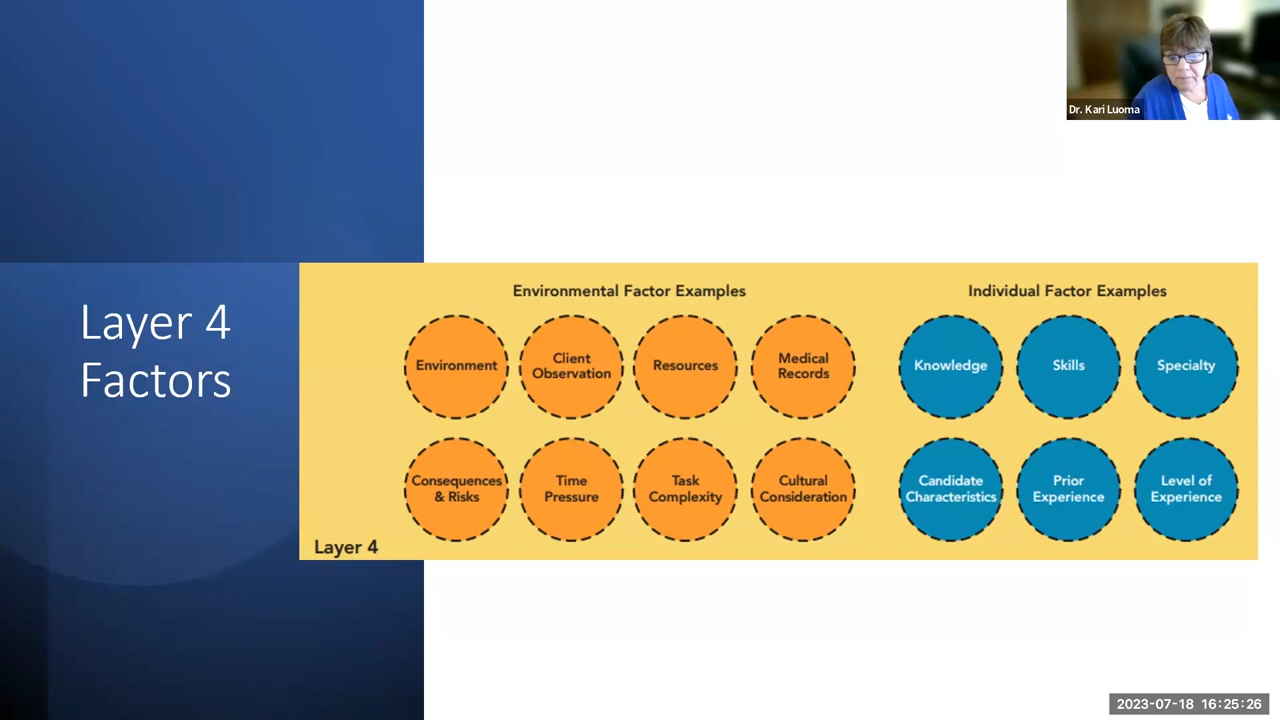 Dr. Kari Luoma
Layer 4
Factors
Environmental Factor Examples
Environment
Client
Observation
Resources
Medical
Records
Consequences
& Risks
Time
Pressure
Task
Complexity
Cultural
Consideration
Individual Factor Examples
Knowledge
Skills
Specialty
Candidate
Characteristics
Prior
Experience
Level of
Experience
Layer 4
2023-07-18 16:25:26